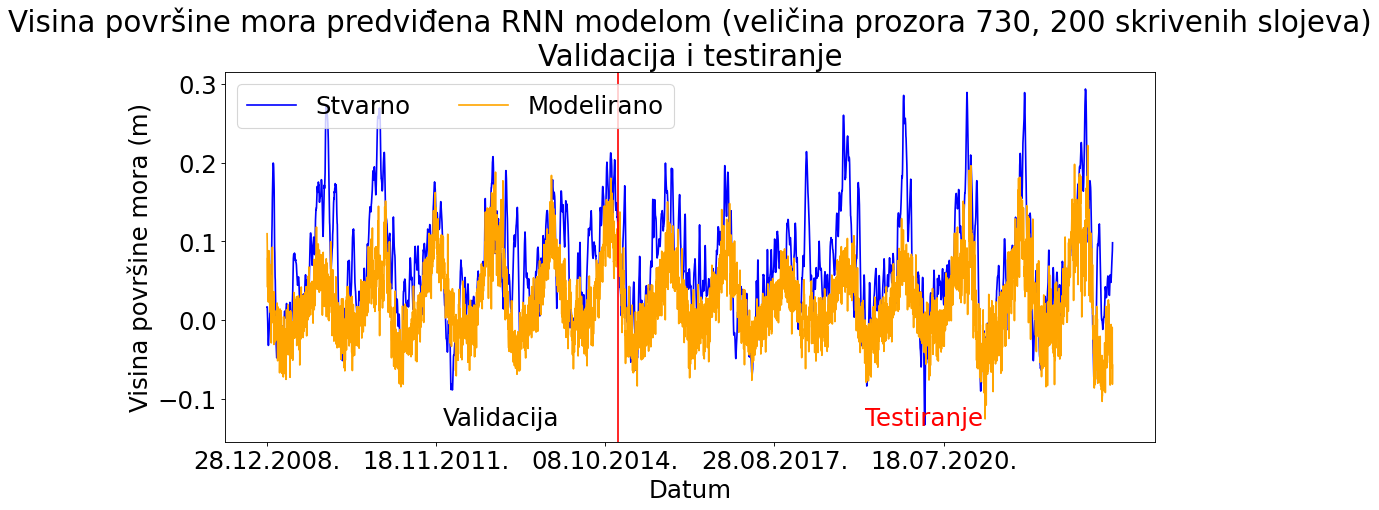 Visina površine mora predviđena RNN modelom (veličina prozora 730, 200 skrivenih slojeva)
Validacija i testiranje
Stvarno Modelirano
Visina površine mora (m)
0.3
0.2
0.1
0.0
−0.1
Validacija Testiranje
28.12.2008. 18.11.2011. 08.10.2014. 28.08.2017. 18.07.2020.
Datum